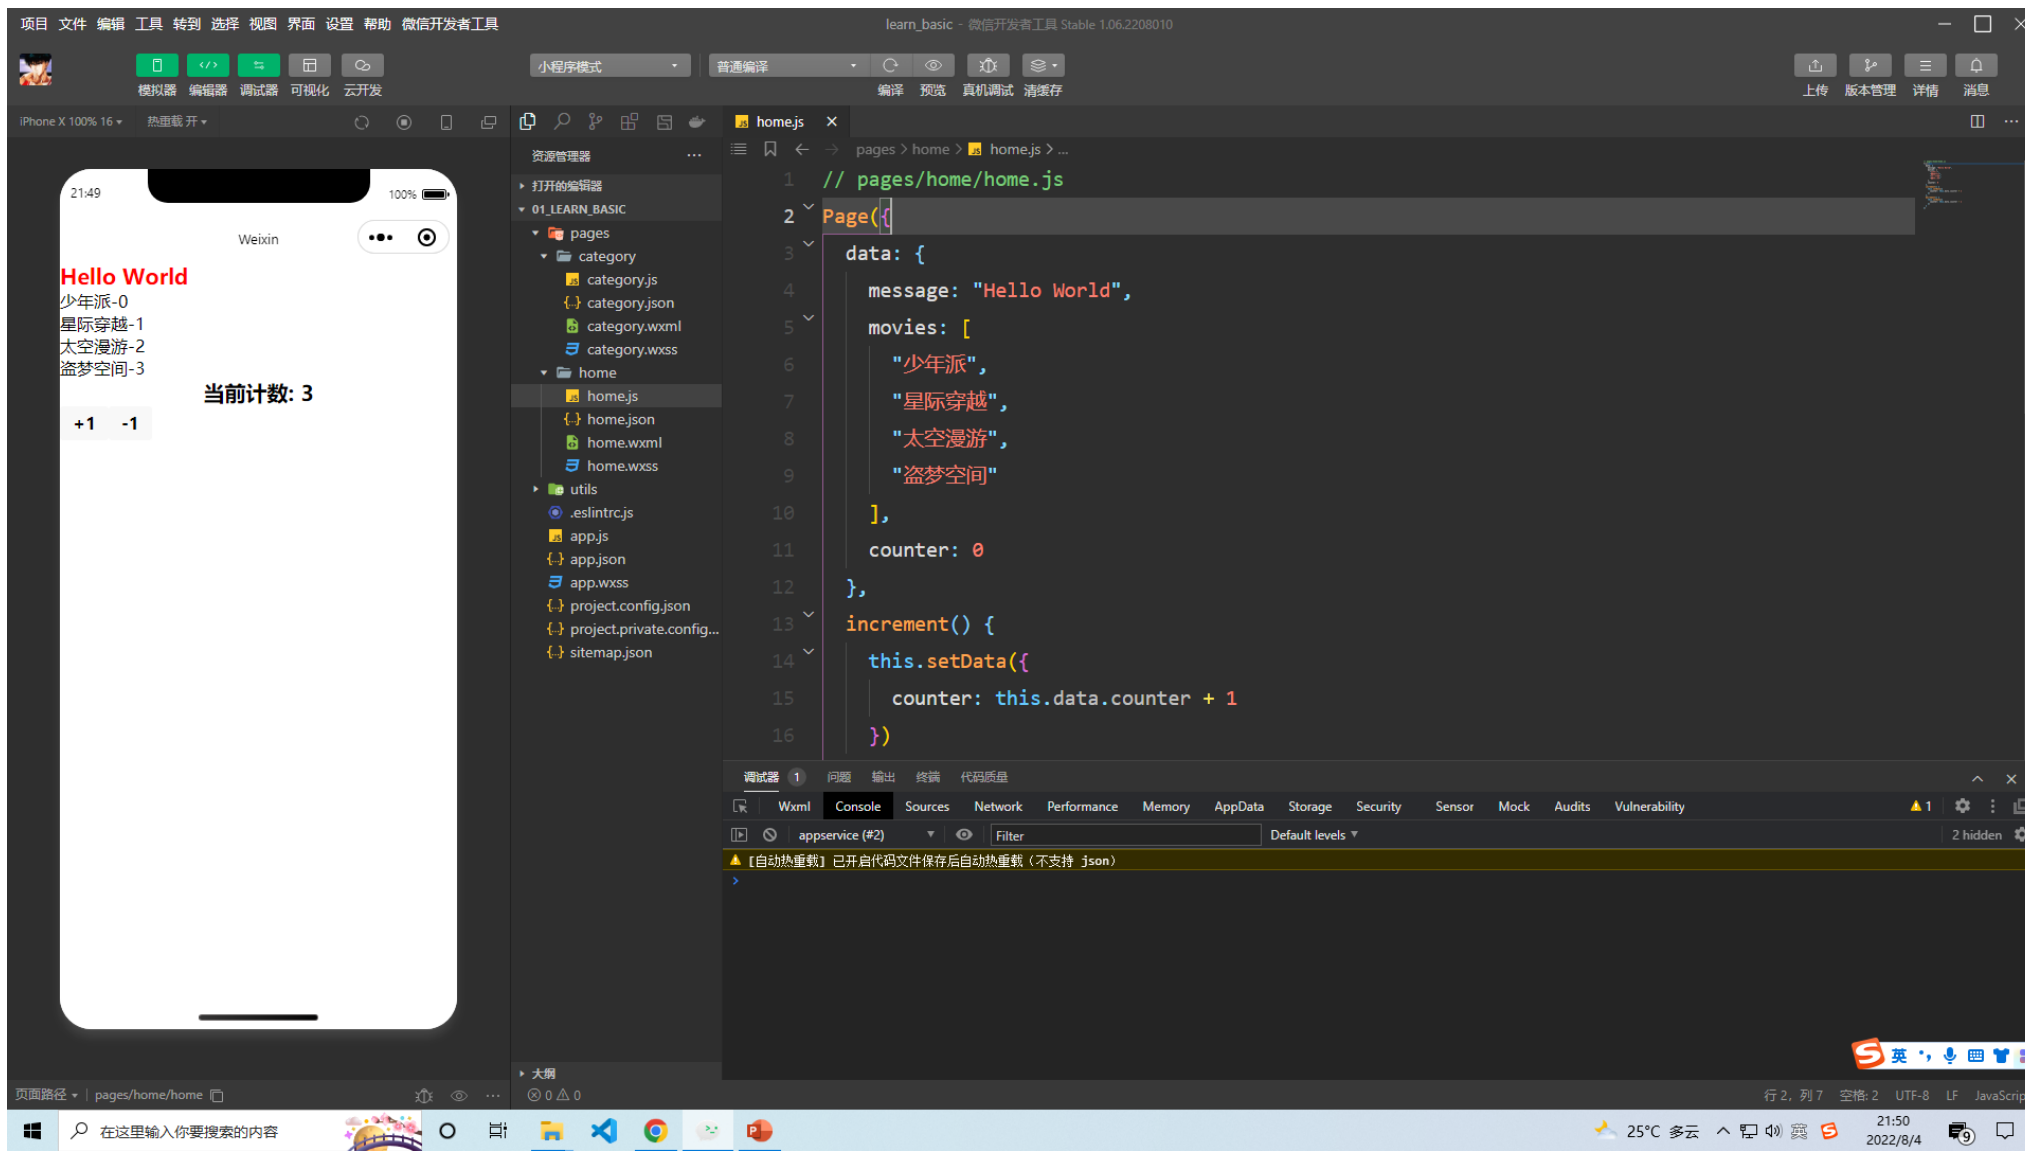 项目 文件 编辑 工具 转到 选择 视图 界面 设置 帮助 微信开发者工具
learn_basic - 微信开发者工具 Stable 1.06.2208010
模拟器 编辑器 调试器 可视化 云开发
小程序模式
普通编译
编译 预览 真机调试 清缓存
上传 版本管理 详情 消息
iPhone X 100% 16
热重载 开
21:49
100%
Weixin
Hello World
少年派-0
星际穿越-1
太空漫游-2
盗梦空间-3
当前计数: 3
+1 -1
页面路径 pages/home/home
资源管理器
打开的编辑器
01_LEARN_BASIC
pages
category
category.js
category.json
category.wxml
category.wxss
home
home.js
home.json
home.wxml
home.wxss
utils
.eslintrc.js
app.js
app.json
app.wxss
project.config.json
project.private.config...
sitemap.json
大纲
0 0
home.js
pages > home > home.js > ...
1 // pages/home/home.js
2 Page({
3 data: {
4 message: "Hello World",
5 movies: [
6 "少年派",
7 "星际穿越",
8 "太空漫游",
9 "盗梦空间"
10 ],
11 counter: 0
12 },
13 increment() {
14 this.setData({
15 counter: this.data.counter + 1
16 })
调试器 1 问题 输出 终端 代码质量
Wxml Console Sources Network Performance Memory AppData Storage Security Sensor Mock Audits Vulnerability 1
appservice (#2) Filter Default levels 2 hidden
[自动热重载] 已开启代码文件保存后自动热重载（不支持 json）
>
英
行 2，列 7 空格: 2 UTF-8 LF JavaScrip
在这里输入你要搜索的内容
25°C 多云
英
21:50
2022/8/4
9